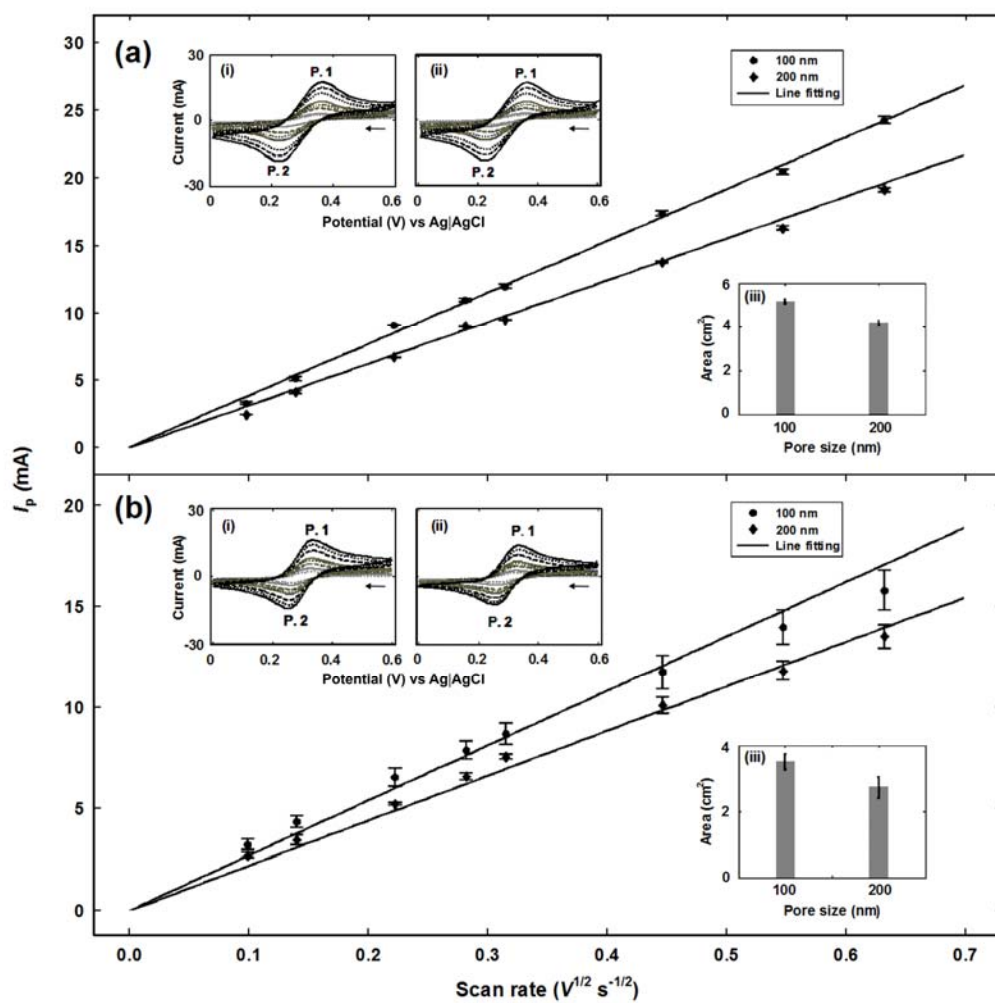 (a)
30
25
20
15
10
5
0
(i)
P. 1
P. 2
30
0
-30
Current (mA)
0 0.2 0.4 0.6
(ii)
P. 1
P. 2
0 0.2 0.4 0.6
Potential (V) vs Ag|AgCl
100 nm
200 nm
Line fitting
(iii)
6
4
2
0
Area (cm²)
100 200
Pore size (nm)
Iₚ (mA)
(b)
20
15
10
5
0
(i)
P. 1
P. 2
30
0
-30
Current (mA)
0 0.2 0.4 0.6
(ii)
P. 1
P. 2
0 0.2 0.4 0.6
Potential (V) vs Ag|AgCl
100 nm
200 nm
Line fitting
(iii)
4
2
0
Area (cm²)
100 200
Pore size (nm)
0.0 0.1 0.2 0.3 0.4 0.5 0.6 0.7
Scan rate (V^1/2 s^-1/2)